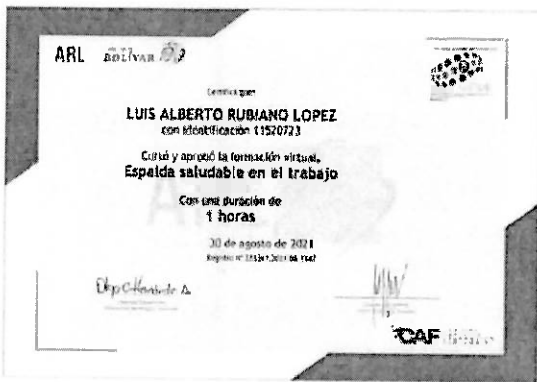 ARL BOLÍVAR
Certifica que:
LUIS ALBERTO RUBIANO LOPEZ
con identificación 11520723
Cursó y aprobó la formación virtual,
Espalda saludable en el trabajo
Con una duración de
1 horas
30 de agosto de 2021
Registro N°
CAF